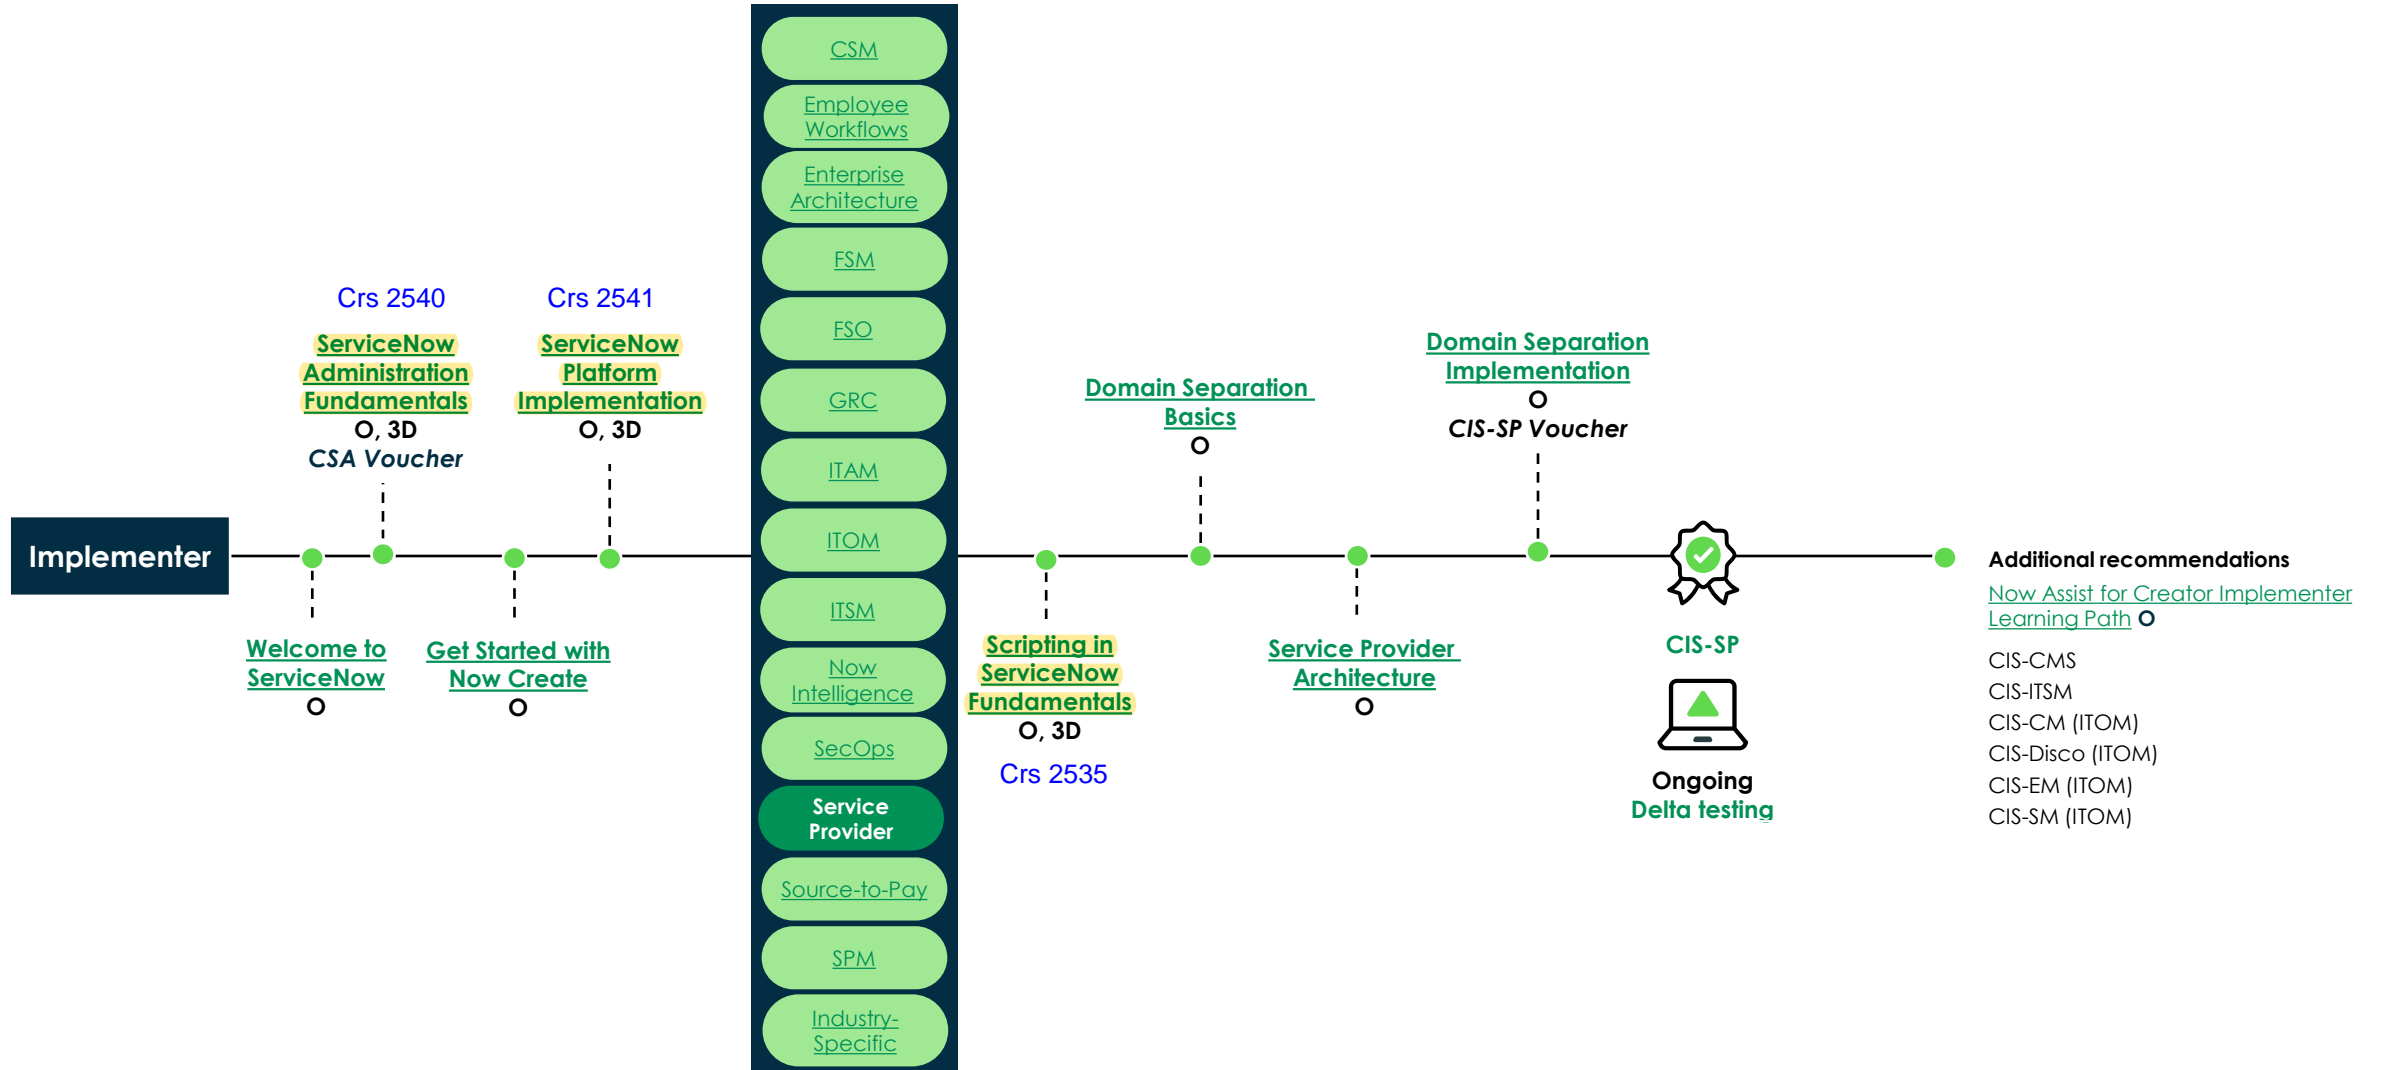 Implementer
Welcome to
ServiceNow
O
Crs 2540
ServiceNow
Administration
Fundamentals
O, 3D
CSA Voucher
Get Started with
Now Create
O
Crs 2541
ServiceNow
Platform
Implementation
O, 3D
CSM
Employee
Workflows
Enterprise
Architecture
FSM
FSO
GRC
ITAM
ITOM
ITSM
Now
Intelligence
SecOps
Service
Provider
Source-to-Pay
SPM
Industry-
Specific
Scripting in
ServiceNow
Fundamentals
O, 3D
Crs 2535
Domain Separation
Basics
O
Service Provider
Architecture
O
Domain Separation
Implementation
O
CIS-SP Voucher
CIS-SP
Ongoing
Delta testing
Additional recommendations
Now Assist for Creator Implementer
Learning Path O
CIS-CMS
CIS-ITSM
CIS-CM (ITOM)
CIS-Disco (ITOM)
CIS-EM (ITOM)
CIS-SM (ITOM)